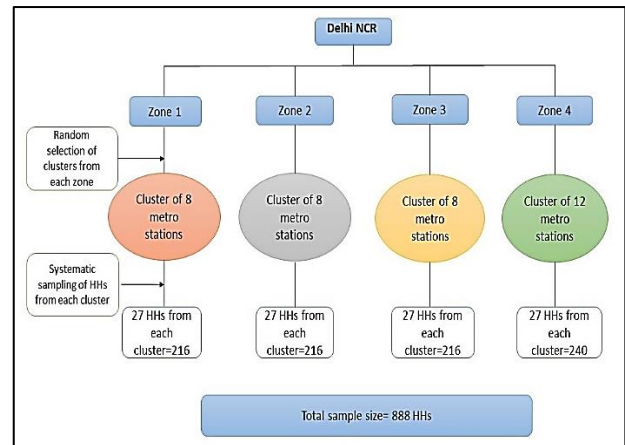 Delhi NCR
Zone 1
Zone 2
Zone 3
Zone 4
Random
selection of
clusters from
each zone
Cluster of 8
metro
stations
Cluster of 8
metro
stations
Cluster of 8
metro
stations
Cluster of 12
metro
stations
Systematic
sampling of HHs
from each cluster
27 HHs from
each
cluster=216
27 HHs from
each
cluster=216
27 HHs from
each
cluster=216
27 HHs from
each
cluster=240
Total sample size= 888 HHs